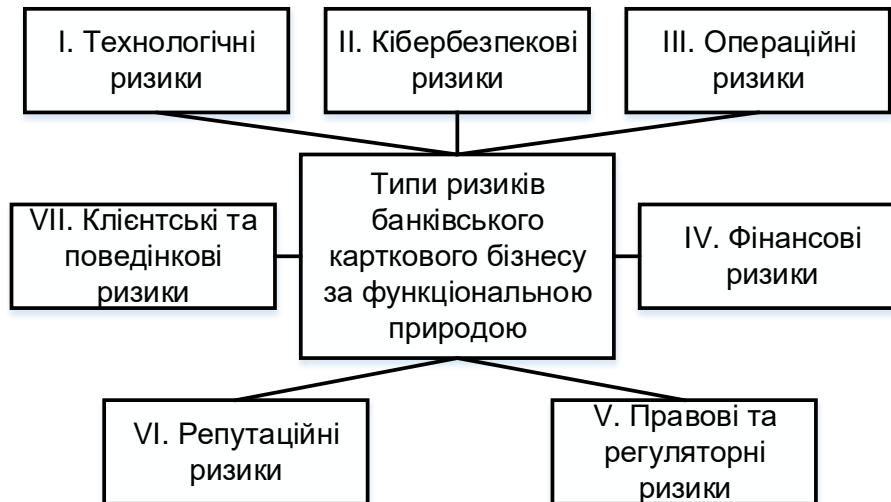 I. Технологічні
ризики
II. Кібербезпекові
ризики
III. Операційні
ризики
Типи ризиків
банківського
карткового бізнесу
за функціональною
природою
VII. Клієнтські та
поведінкові
ризики
IV. Фінансові
ризики
VI. Репутаційні
ризики
V. Правові та
регуляторні
ризики